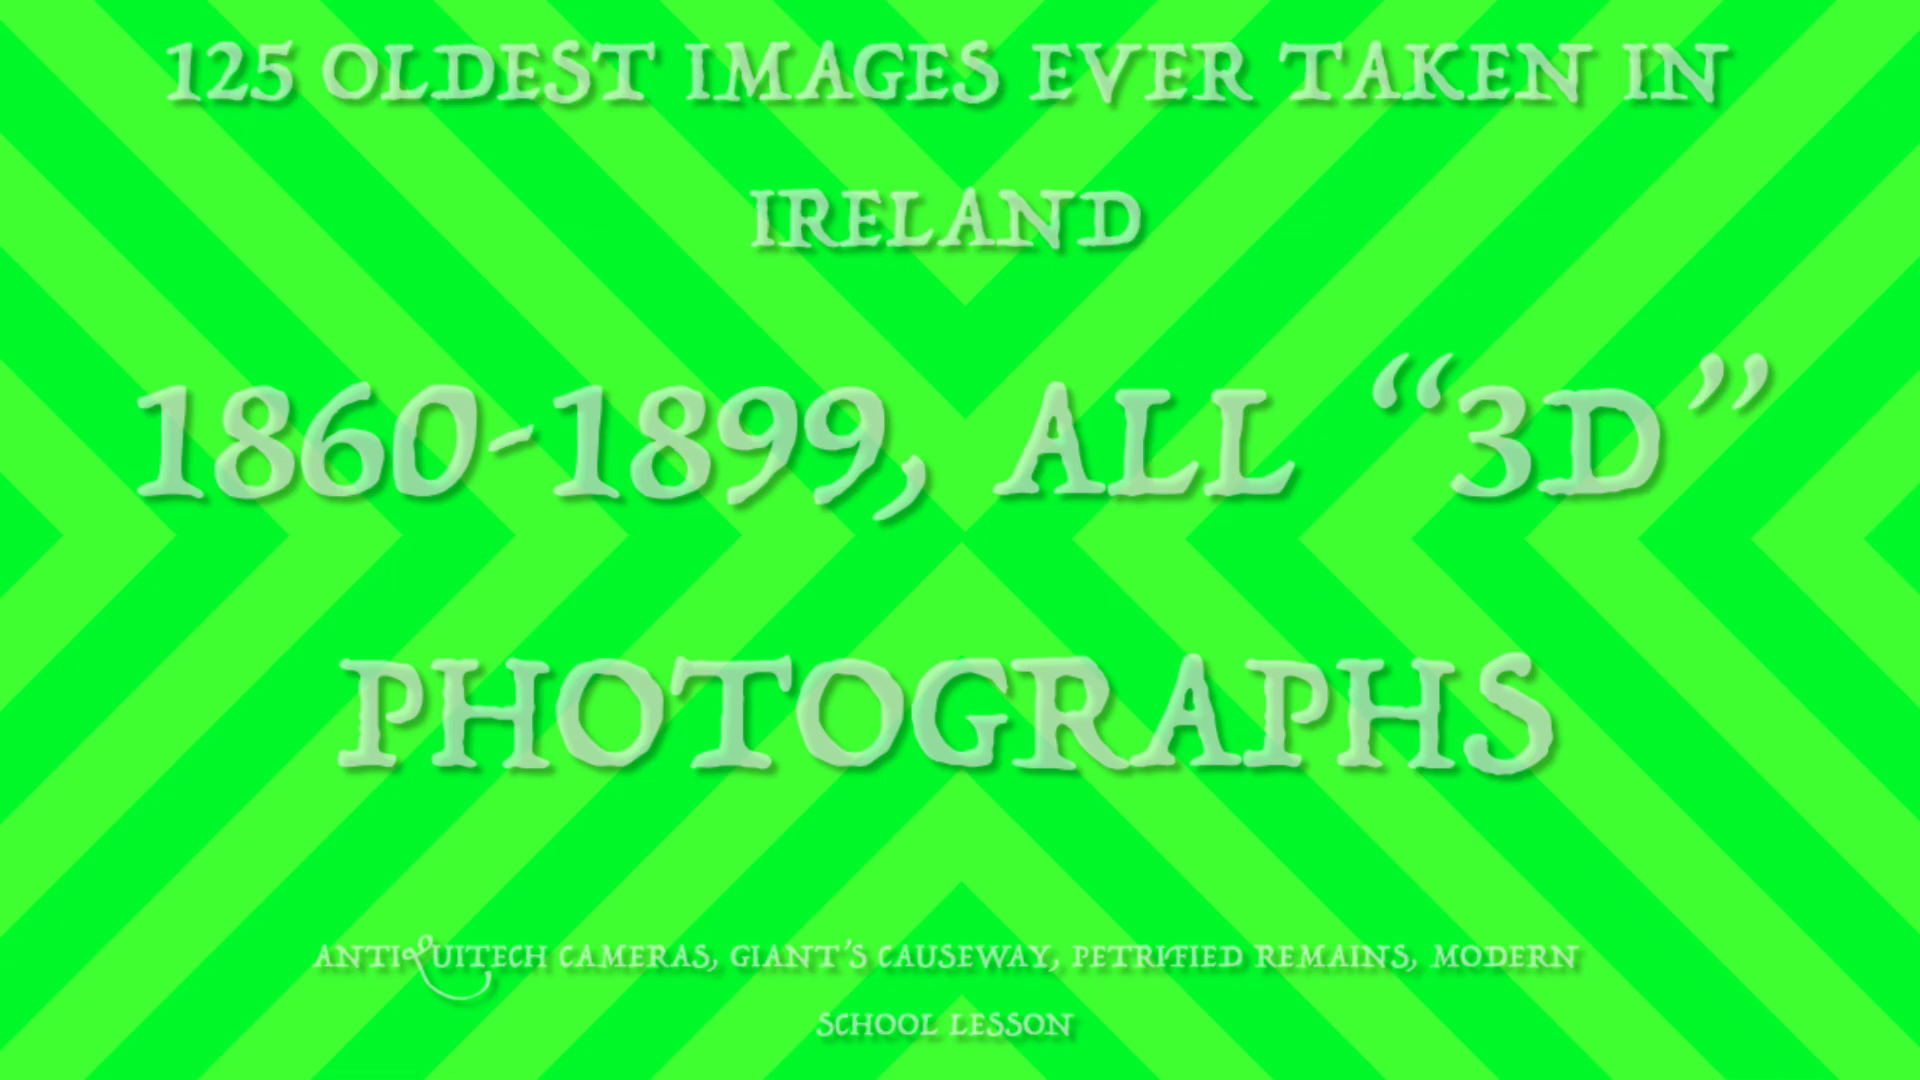 125 OLDEST IMAGES EVER TAKEN IN
IRELAND
1860-1899, ALL “3D”
PHOTOGRAPHS
ANTIQUITECH CAMERAS, GIANT’S CAUSEWAY, PETRIFIED REMAINS, MODERN
SCHOOL LESSON